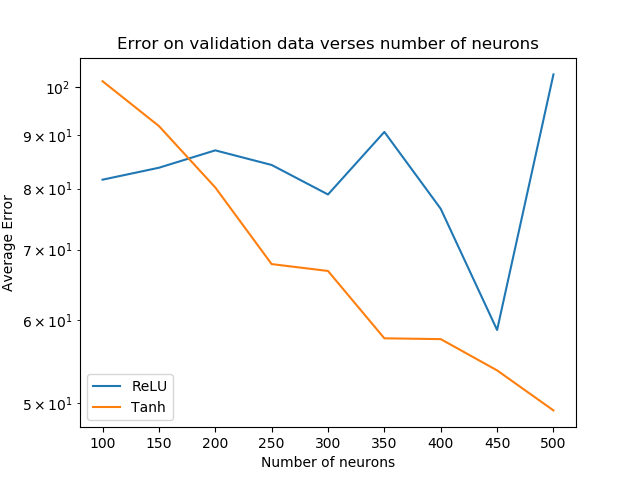 Error on validation data verses number of neurons
Average Error
10²
9 × 10¹
8 × 10¹
7 × 10¹
6 × 10¹
5 × 10¹
ReLU
Tanh
100 150 200 250 300 350 400 450 500
Number of neurons